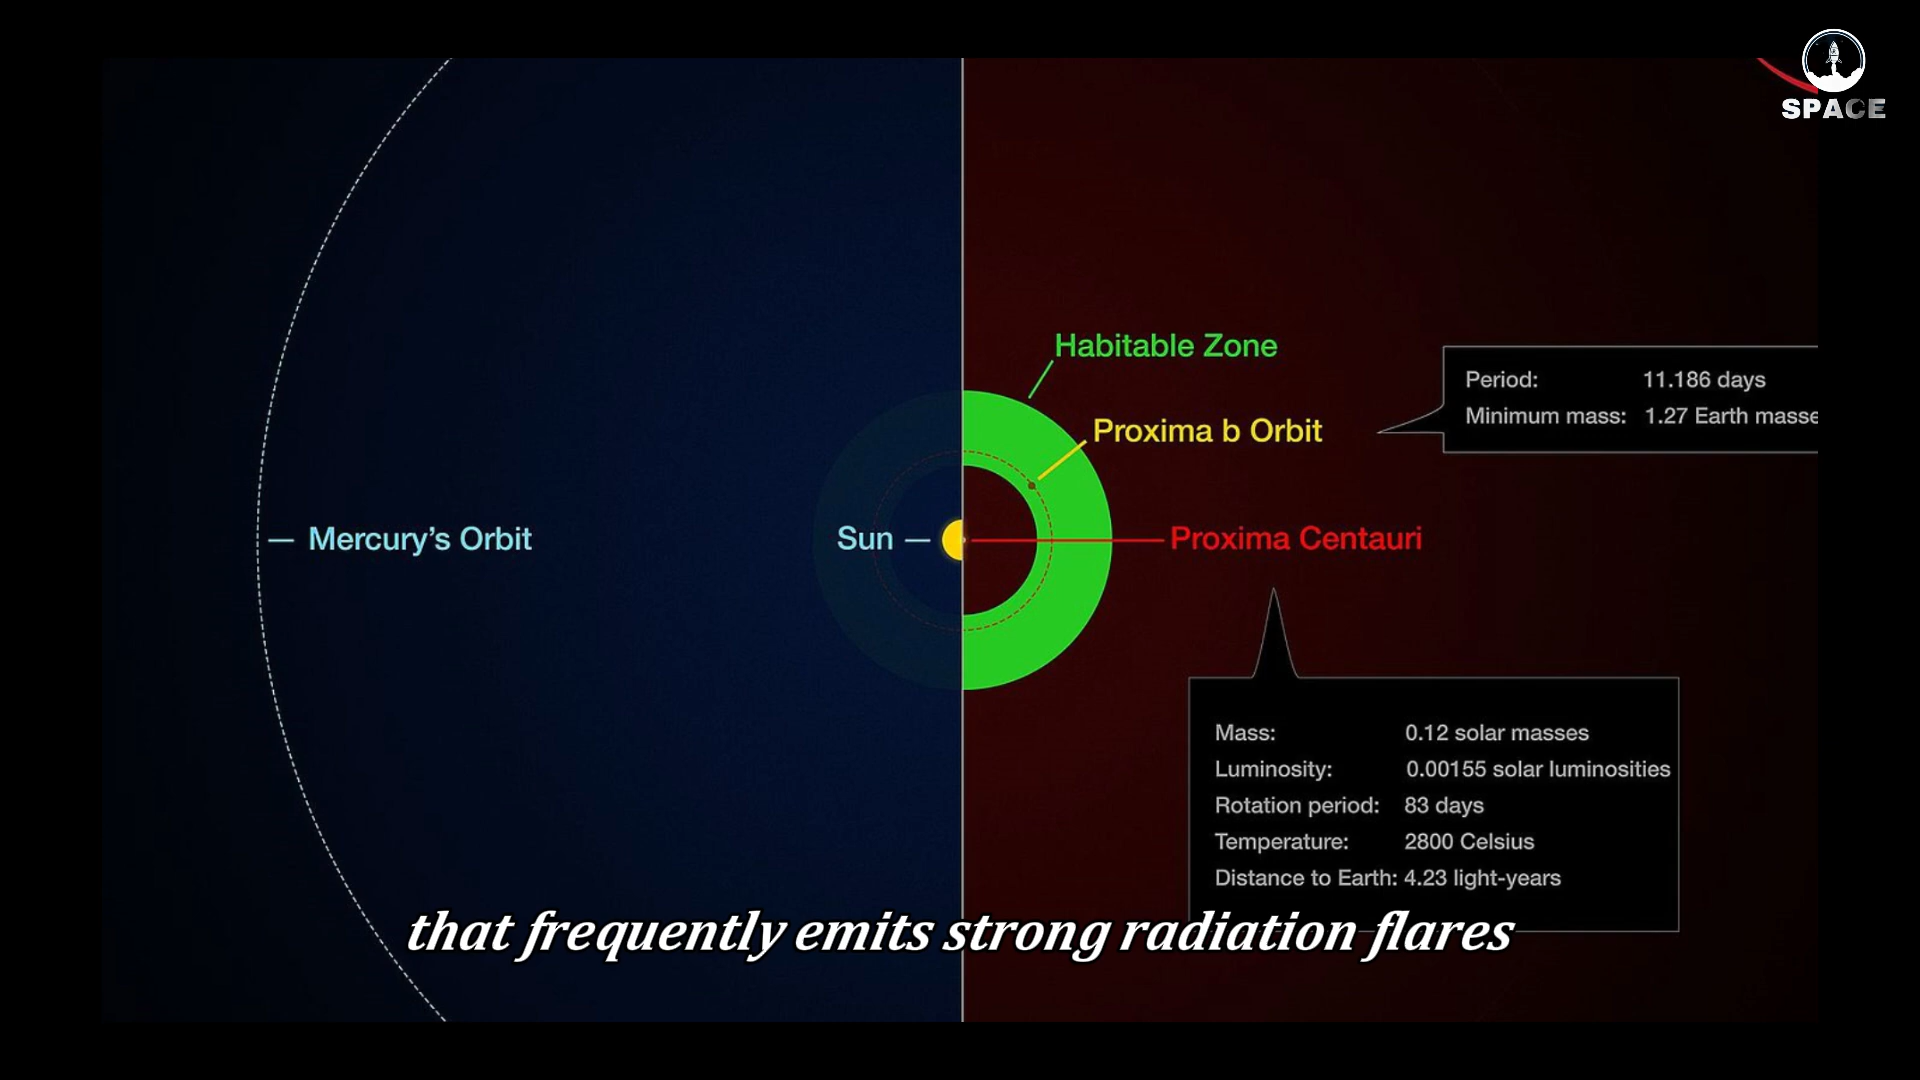 SPACE
Habitable Zone
Proxima b Orbit
Period: 11.186 days
Minimum mass: 1.27 Earth masse
Mercury's Orbit
Sun
Proxima Centauri
Mass: 0.12 solar masses
Luminosity: 0.00155 solar luminosities
Rotation period: 83 days
Temperature: 2800 Celsius
Distance to Earth: 4.23 light-years
that frequently emits strong radiation flares